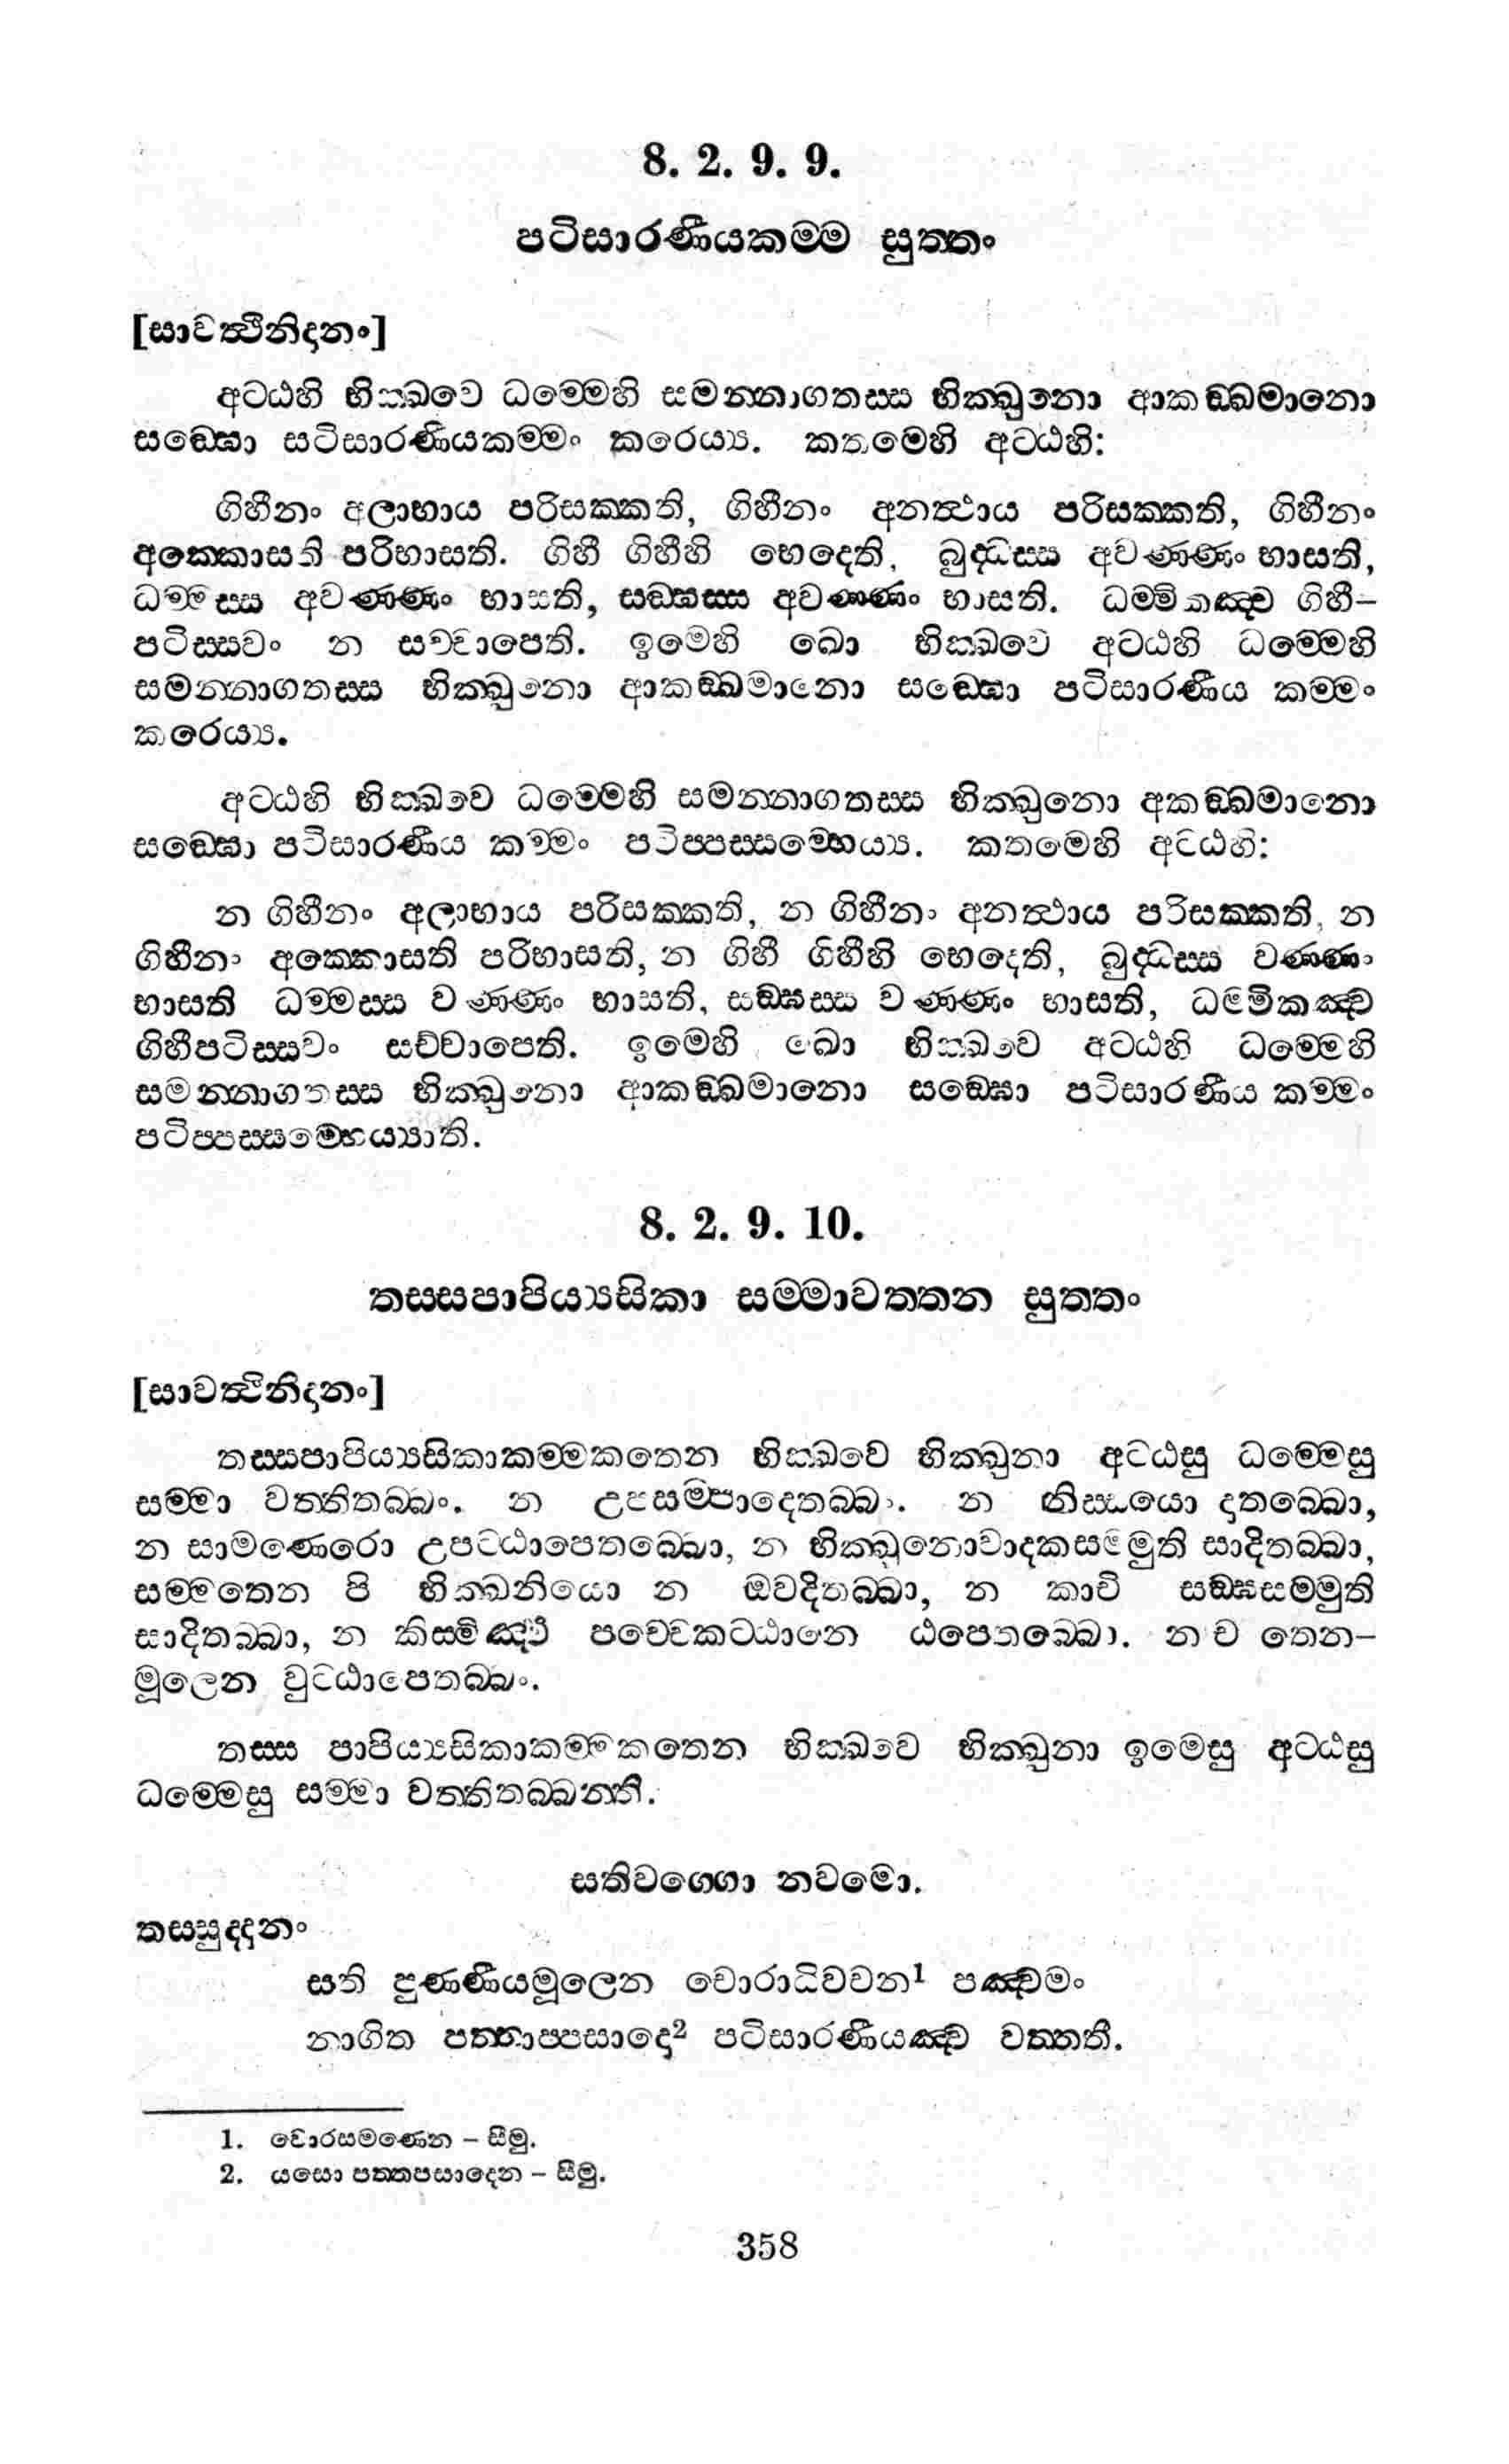 8. 2. 9. 9.
පටිසාරණීයකම්ම සුත්තං
[සාවත්ථිනිදානං]
අට්ඨහි භික්ඛවෙ ධම්මෙහි සමන්නාගතස්ස භික්ඛුනො ආකඞ්ඛමානො
සඞ්ඝො සටිසාරණීයකම්මං කරෙය්‍ය. කතමෙහි අට්ඨහි:
ගිහීනං අලාභාය පරිසක්කති, ගිහීනං අනත්ථාය පරිසක්කති, ගිහීනං
අක්කොසති පරිභාසති. ගිහී ගිහීහි භෙදෙති, බුද්ධස්ස අවණ්ණං භාසති,
ධම්මස්ස අවණ්ණං භාසති, සඞ්ඝස්ස අවණ්ණං භාසති. ධම්මිකඤ්ච ගිහී–
පටිස්සවං න සච්චාපෙති. ඉමෙහි ඛො භික්ඛවෙ අට්ඨහි ධම්මෙහි
සමන්නාගතස්ස භික්ඛුනො ආකඞ්ඛමානො සඞ්ඝො පටිසාරණීය කම්මං
කරෙය්‍ය.
අට්ඨහි භික්ඛවෙ ධම්මෙහි සමන්නාගතස්ස භික්ඛුනො අකඞ්ඛමානො
සඞ්ඝො පටිසාරණීය කම්මං පටිප්පස්සම්භෙය්‍ය. කතමෙහි අට්ඨහි:
න ගිහීනං අලාභාය පරිසක්කති, න ගිහීනං අනත්ථාය පරිසක්කති, න
ගිහීනං අක්කොසති පරිභාසති, න ගිහී ගිහීහි භෙදෙති, බුද්ධස්ස වණ්ණං
භාසති ධම්මස්ස වණ්ණං භාසති, සඞ්ඝස්ස වණ්ණං භාසති, ධම්මිකඤ්ච
ගිහීපටිස්සවං සච්චාපෙති. ඉමෙහි ඛො භික්ඛවෙ අට්ඨහි ධම්මෙහි
සමන්නාගතස්ස භික්ඛුනො ආකඞ්ඛමානො සඞ්ඝො පටිසාරණීය කම්මං
පටිප්පස්සම්භෙය්‍යාති.
8. 2. 9. 10.
තස්සපාපිය්‍යසිකා සම්මාවත්තන සුත්තං
[සාවත්ථිනිදානං]
තස්සපාපිය්‍යසිකාකම්මකතෙන භික්ඛවෙ භික්ඛුනා අට්ඨසු ධම්මෙසු
සම්මා වත්තිතබ්බං. න උපසම්පාදෙතබ්බං. න නිස්සයො දාතබ්බො,
න සාමණෙරො උපට්ඨාපෙතබ්බො, න භික්ඛුනොවාදකසම්මුති සාදිතබ්බා,
සම්මතෙන පි භික්ඛනියො න ඔවදිතබ්බා, න කාචි සඞ්ඝසම්මුති
සාදිතබ්බා, න කිස්මිඤ්චි පච්චෙකට්ඨානෙ ඨපෙතබ්බො. න ච තෙන–
මූලෙන වුට්ඨාපෙතබ්බං.
තස්ස පාපිය්‍යසිකාකම්මකතෙන භික්ඛවෙ භික්ඛුනා ඉමෙසු අට්ඨසු
ධම්මෙසු සම්මා වත්තිතබ්බන්ති.
සතිවග්ගො නවමො.
තස්සුද්දානං
සති පුණ්ණියමූලෙන චොරාධිවචන1 පඤ්චමං
නාගිත පත්තාප්පසාදො2 පටිසාරණීයඤ්ච වත්තතී.
1. චොරසමණෙන – සීමු.
2. යසො පත්තපසාදෙන – සීමු.
358